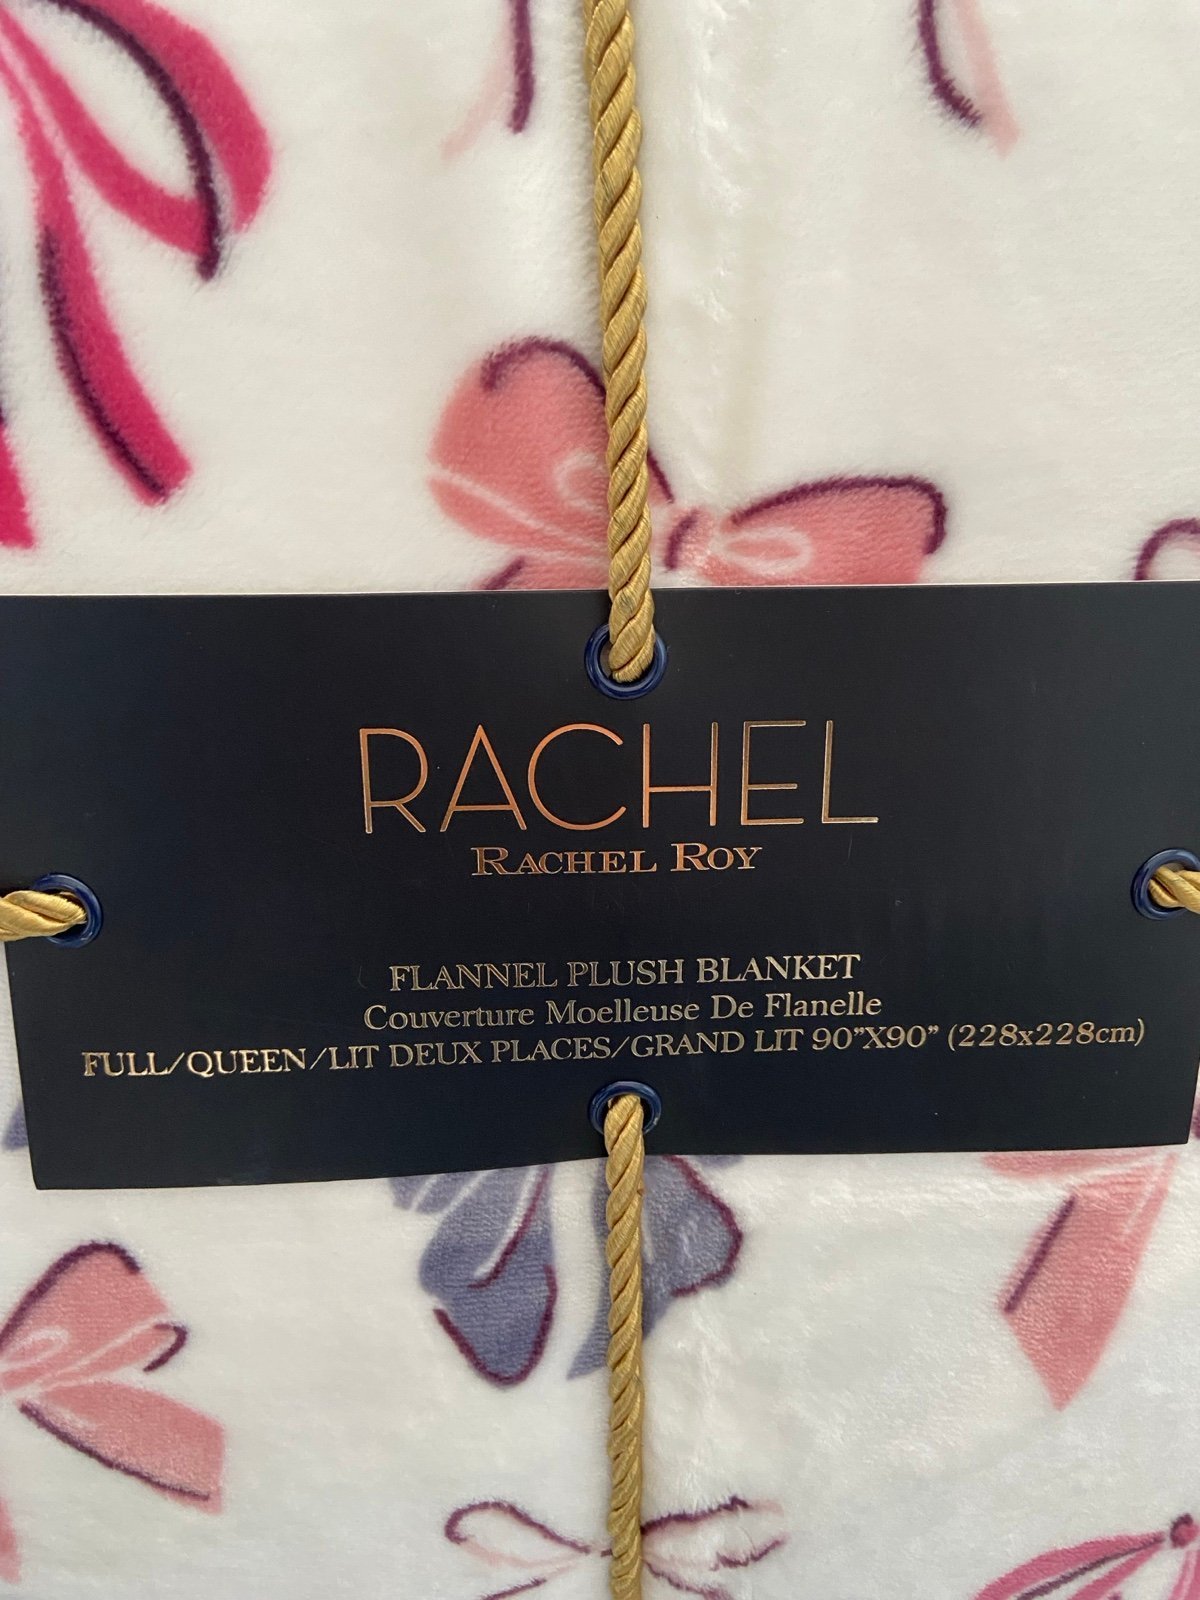 RACHEL
RACHEL ROY
FLANNEL PLUSH BLANKET
Couverture Moelleuse De Flanelle
FULL/QUEEN/LIT DEUX PLACES/GRAND LIT 90”X90” (228x228cm)